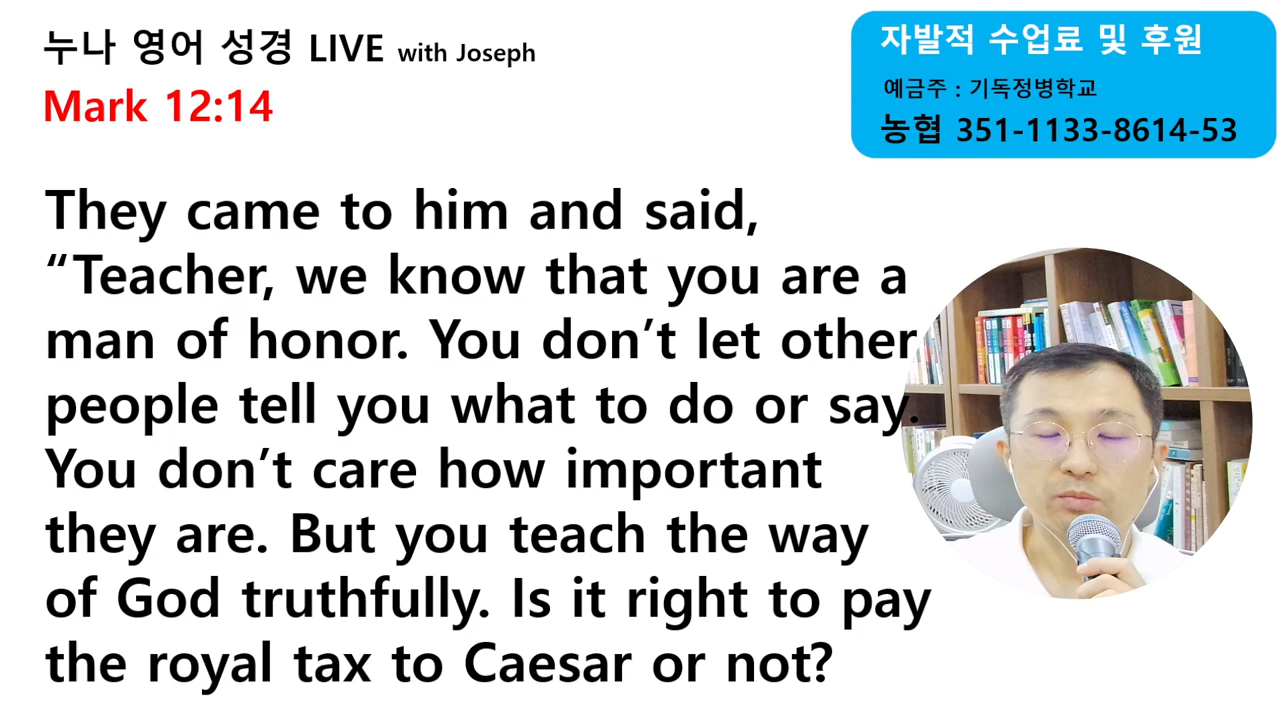 누나 영어 성경 LIVE with Joseph
Mark 12:14
자발적 수업료 및 후원
예금주 : 기독정병학교
농협 351-1133-8614-53
They came to him and said,
“Teacher, we know that you are a
man of honor. You don’t let other
people tell you what to do or say.
You don’t care how important
they are. But you teach the way
of God truthfully. Is it right to pay
the royal tax to Caesar or not?